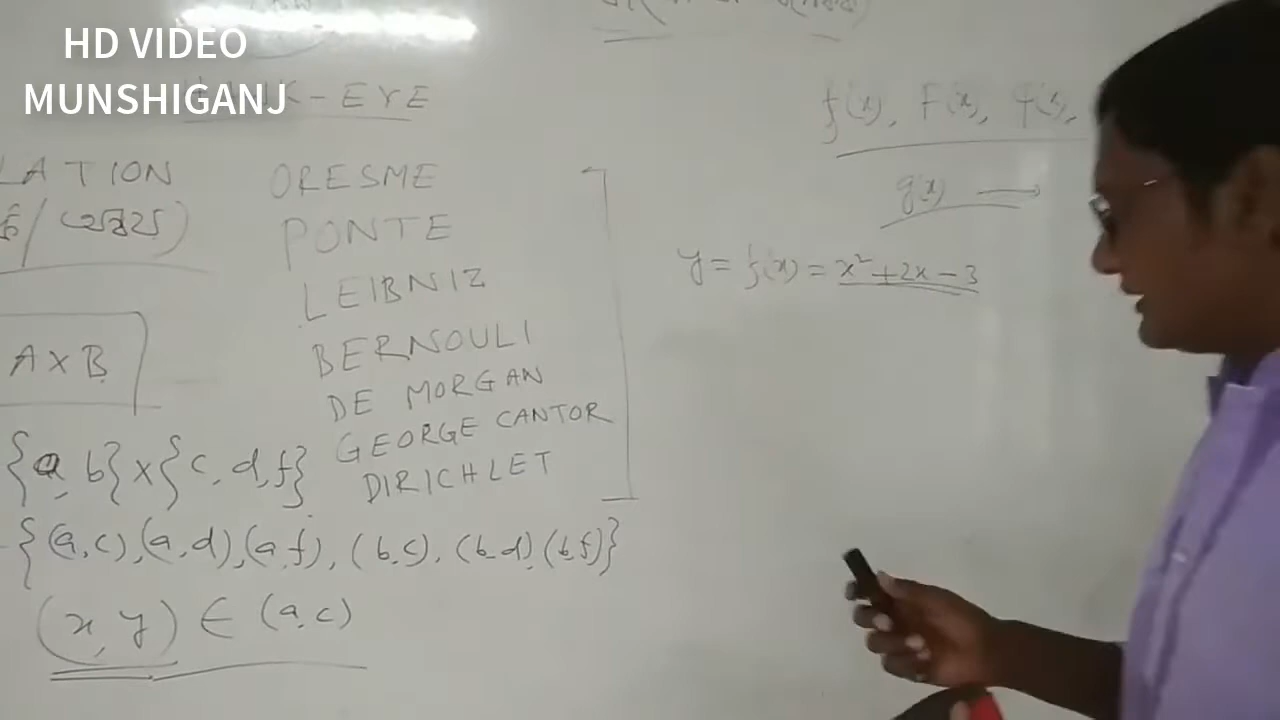 HD VIDEO
MUNSHIGANJ
-EYE
LATION
A X B
{a, b} x {c, d, f}
{(a, c), (a, d), (a, f), (b, c), (b, d) (b, f)}
(x, y) ∈ (a, c)
ORESME
PONTE
LEIBNIZ
BERNOULI
DE MORGAN
GEORGE CANTOR
DIRICHLET
f(x), F(x),
g(x) →
y = f(x) = x² + 2x - 3